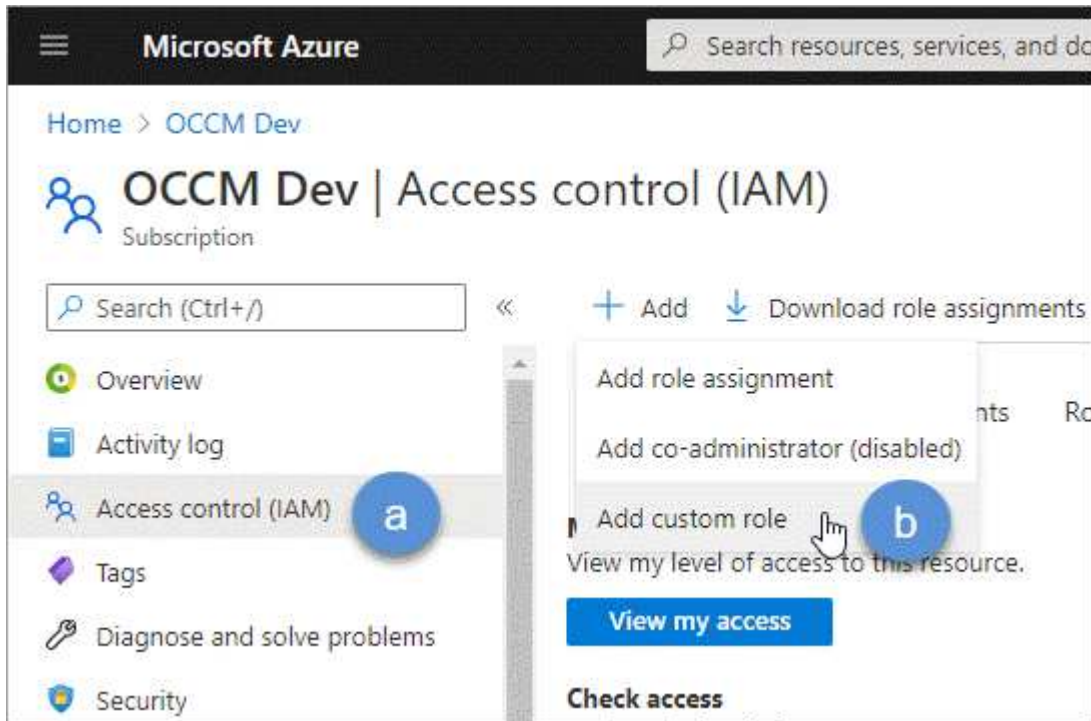 Microsoft Azure
Search resources, services, and do
Home > OCCM Dev
OCCM Dev | Access control (IAM)
Subscription
Search (Ctrl+/)
«
+ Add
Download role assignments
Overview
Activity log
Access control (IAM)
a
Tags
Diagnose and solve problems
Security
Add role assignment
nts
Ro
Add co-administrator (disabled)
Add custom role
b
M
View my level of access to this resource.
View my access
Check access